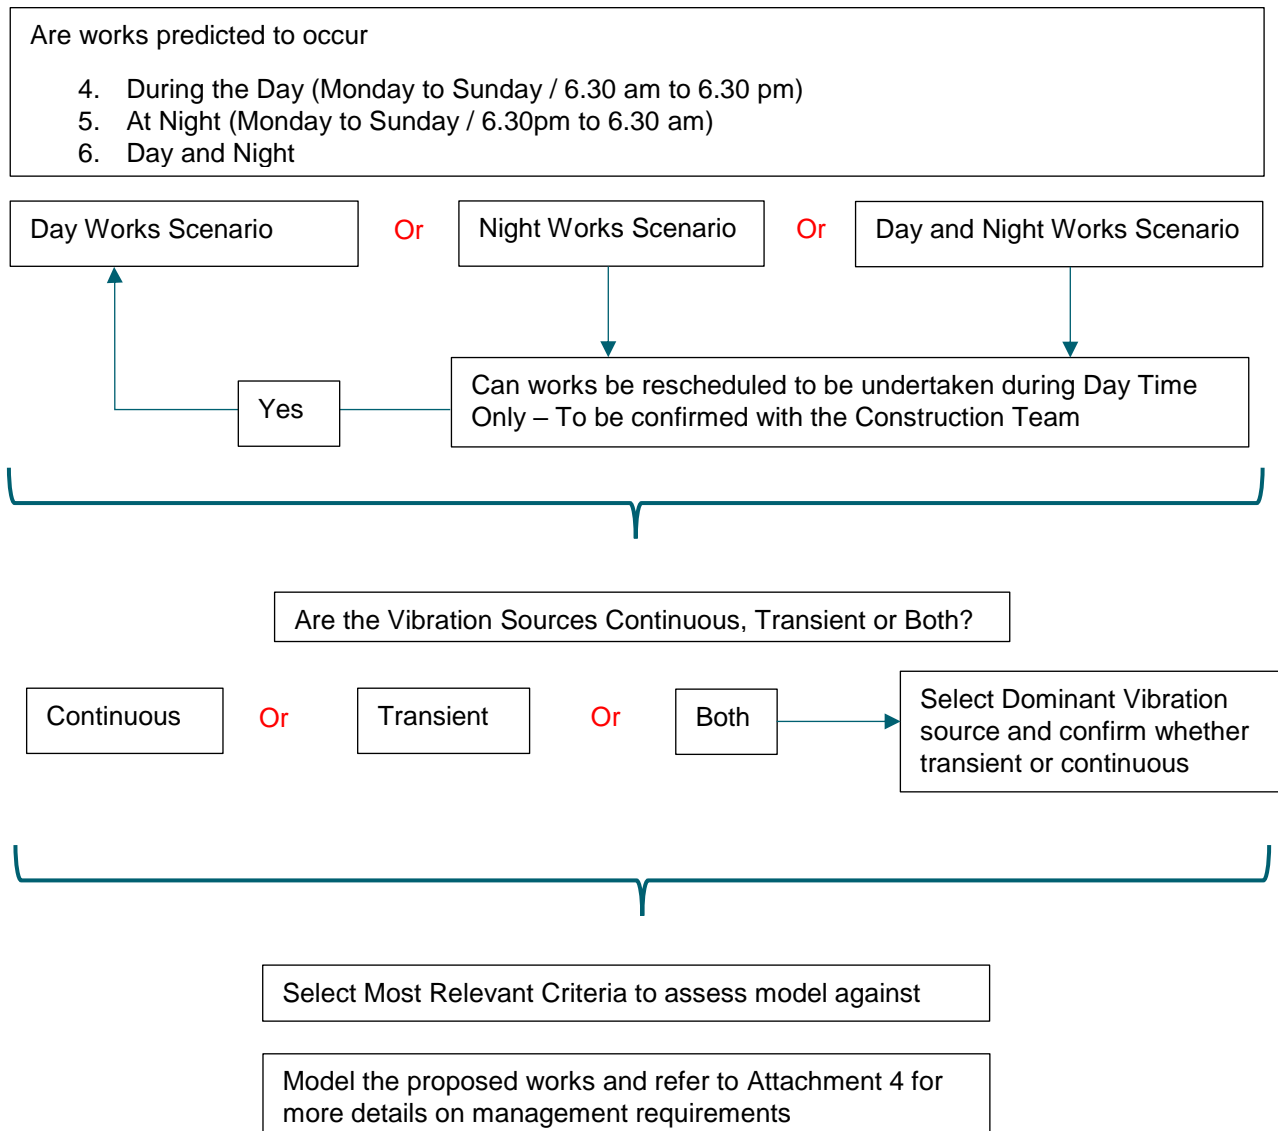 Are works predicted to occur
4. During the Day (Monday to Sunday / 6.30 am to 6.30 pm)
5. At Night (Monday to Sunday / 6.30pm to 6.30 am)
6. Day and Night
Day Works Scenario
Or
Night Works Scenario
Or
Day and Night Works Scenario
Yes
Can works be rescheduled to be undertaken during Day Time
Only – To be confirmed with the Construction Team
Are the Vibration Sources Continuous, Transient or Both?
Continuous
Or
Transient
Or
Both
Select Dominant Vibration
source and confirm whether
transient or continuous
Select Most Relevant Criteria to assess model against
Model the proposed works and refer to Attachment 4 for
more details on management requirements